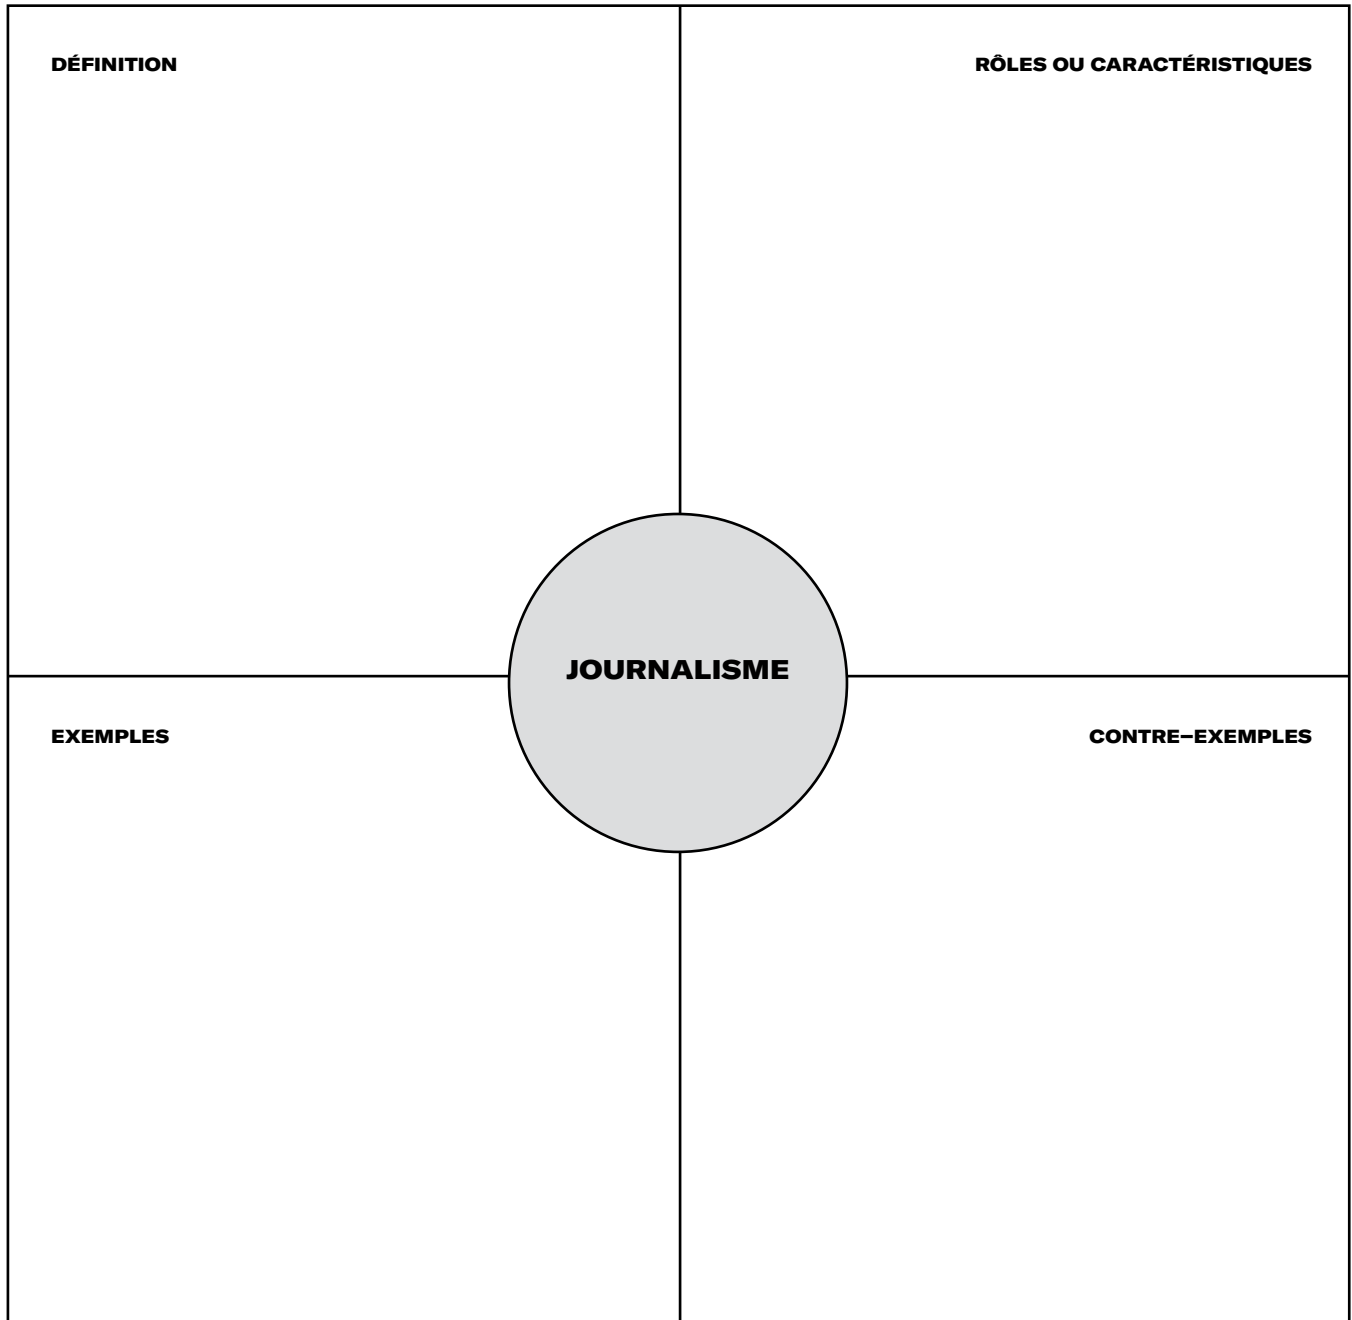 DÉFINITION
RÔLES OU CARACTÉRISTIQUES
JOURNALISME
EXEMPLES
CONTRE–EXEMPLES